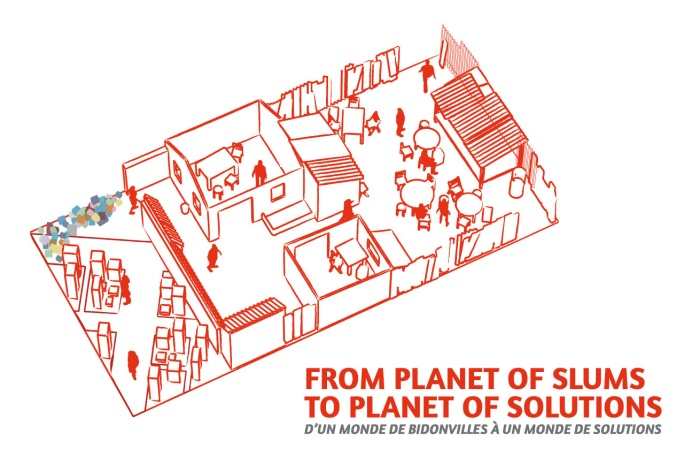 FROM PLANET OF SLUMS
TO PLANET OF SOLUTIONS
D'UN MONDE DE BIDONVILLES À UN MONDE DE SOLUTIONS